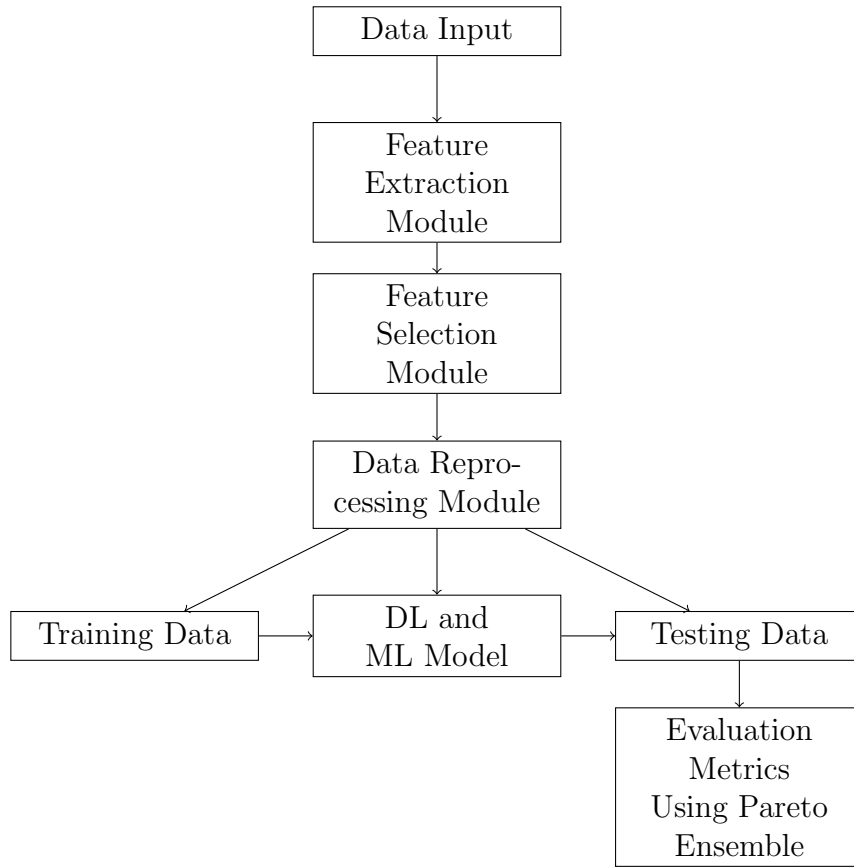 Data Input
Feature
Extraction
Module
Feature
Selection
Module
Data Repro-
cessing Module
Training Data
DL and
ML Model
Testing Data
Evaluation
Metrics
Using Pareto
Ensemble